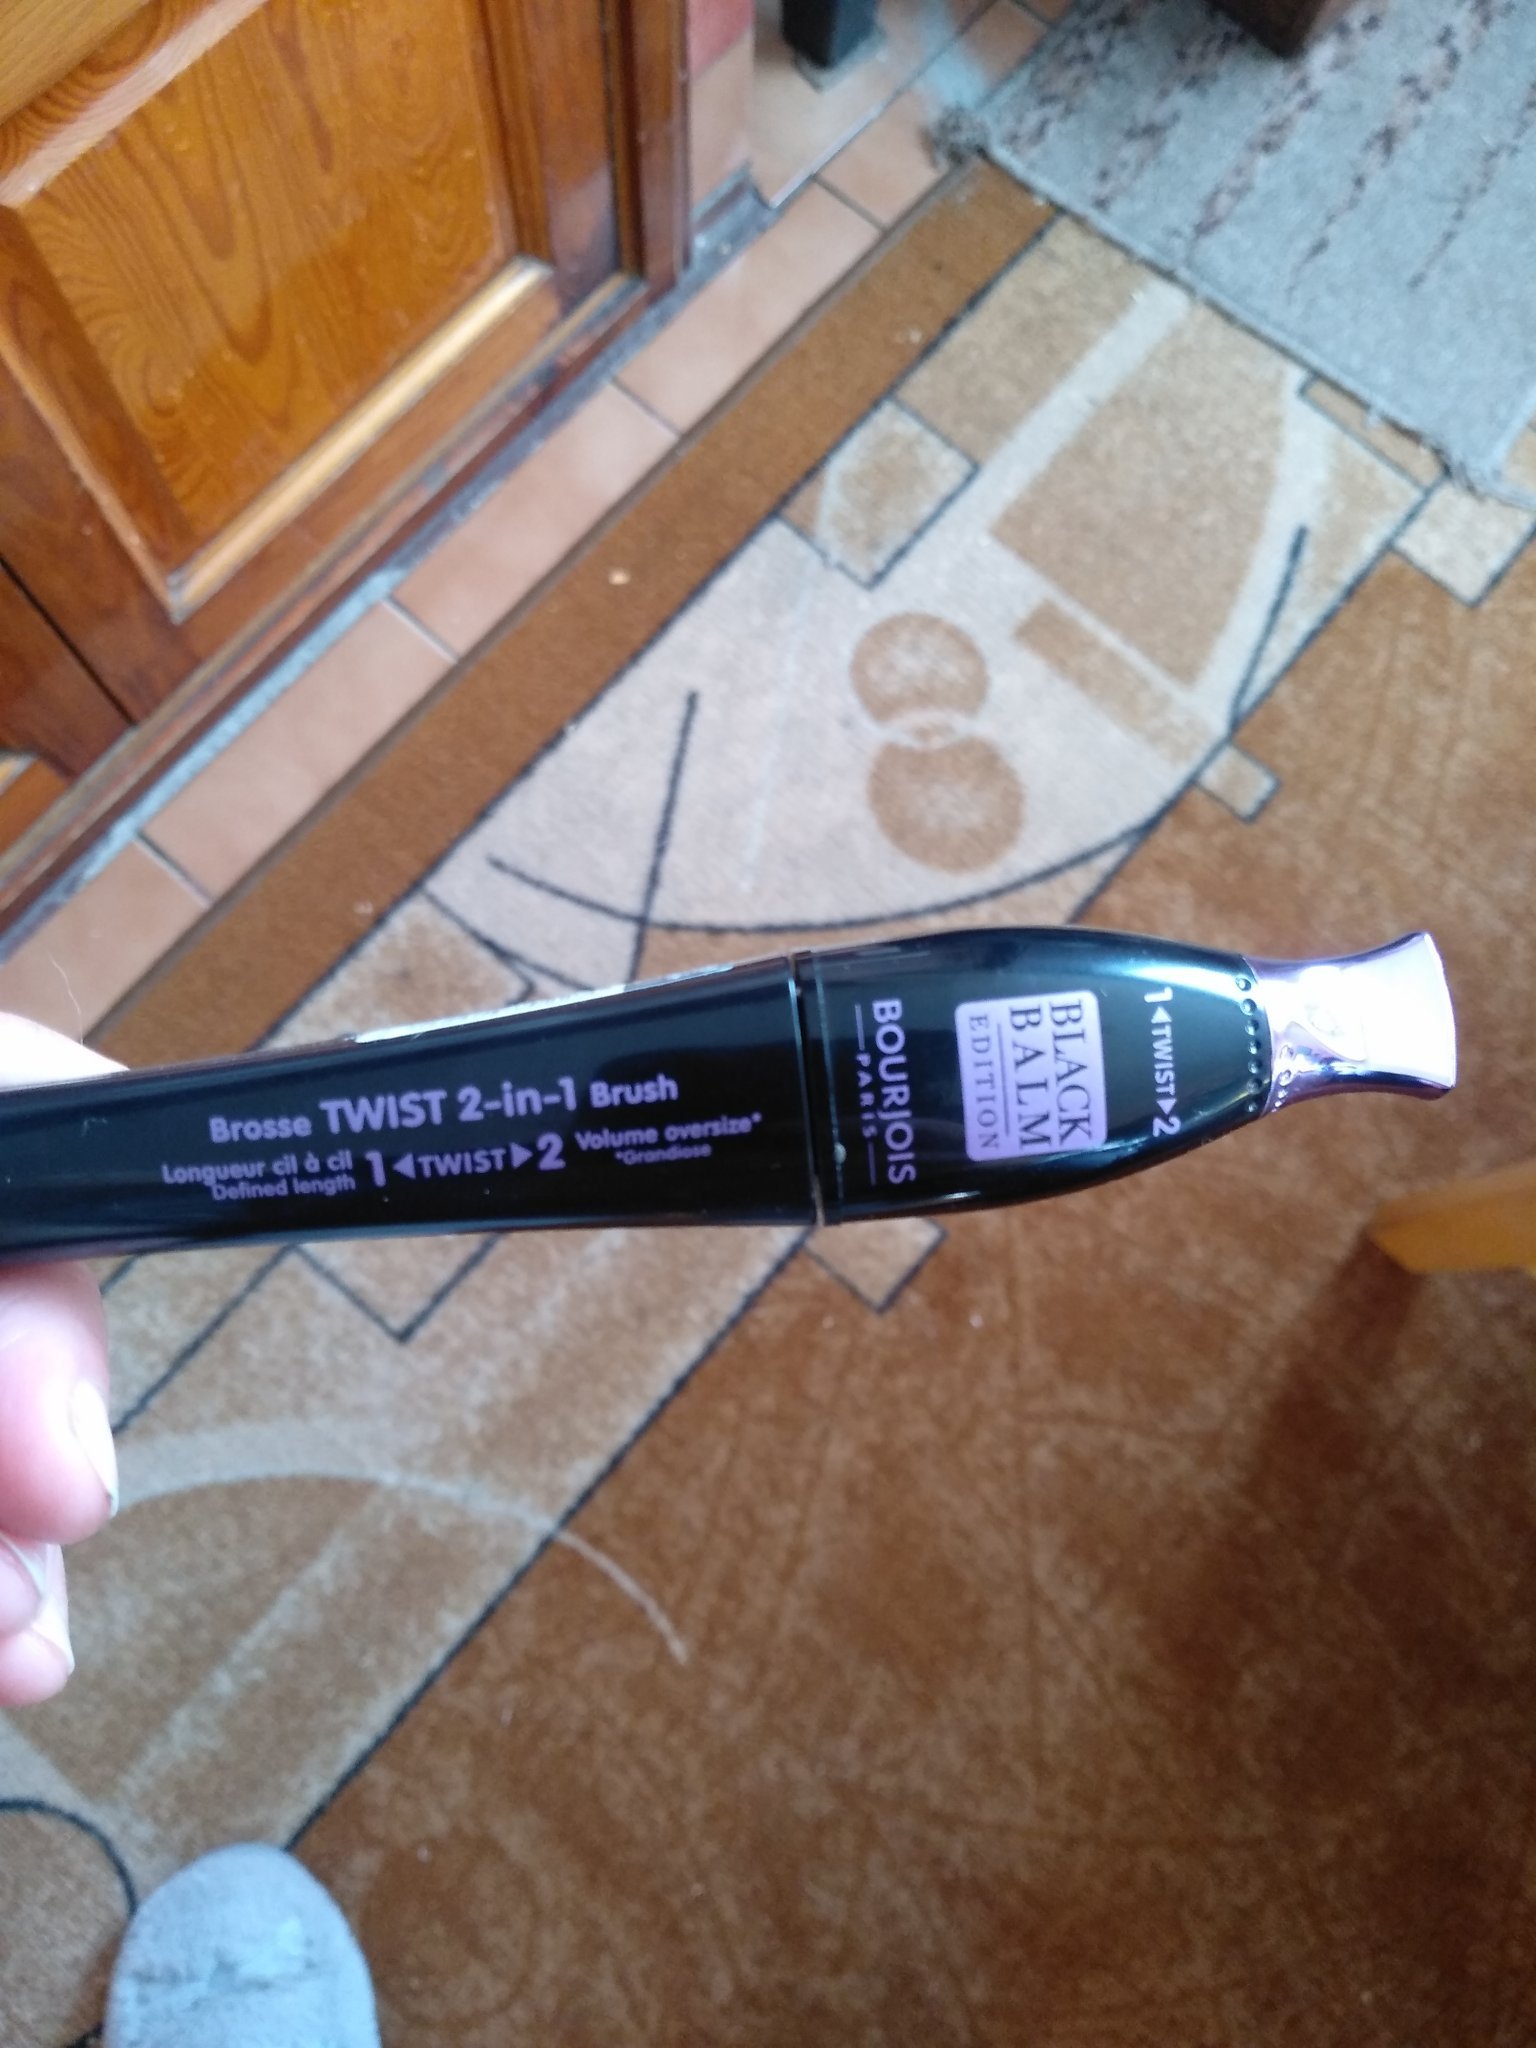 Brosse TWIST 2-in-1 Brush
Longueur cil à cil 1◄TWIST►2 Volume oversize*
Defined length *Grandiose
BOURJOIS
PARIS
BLACK
BALM
EDITION
1◄TWIST►2